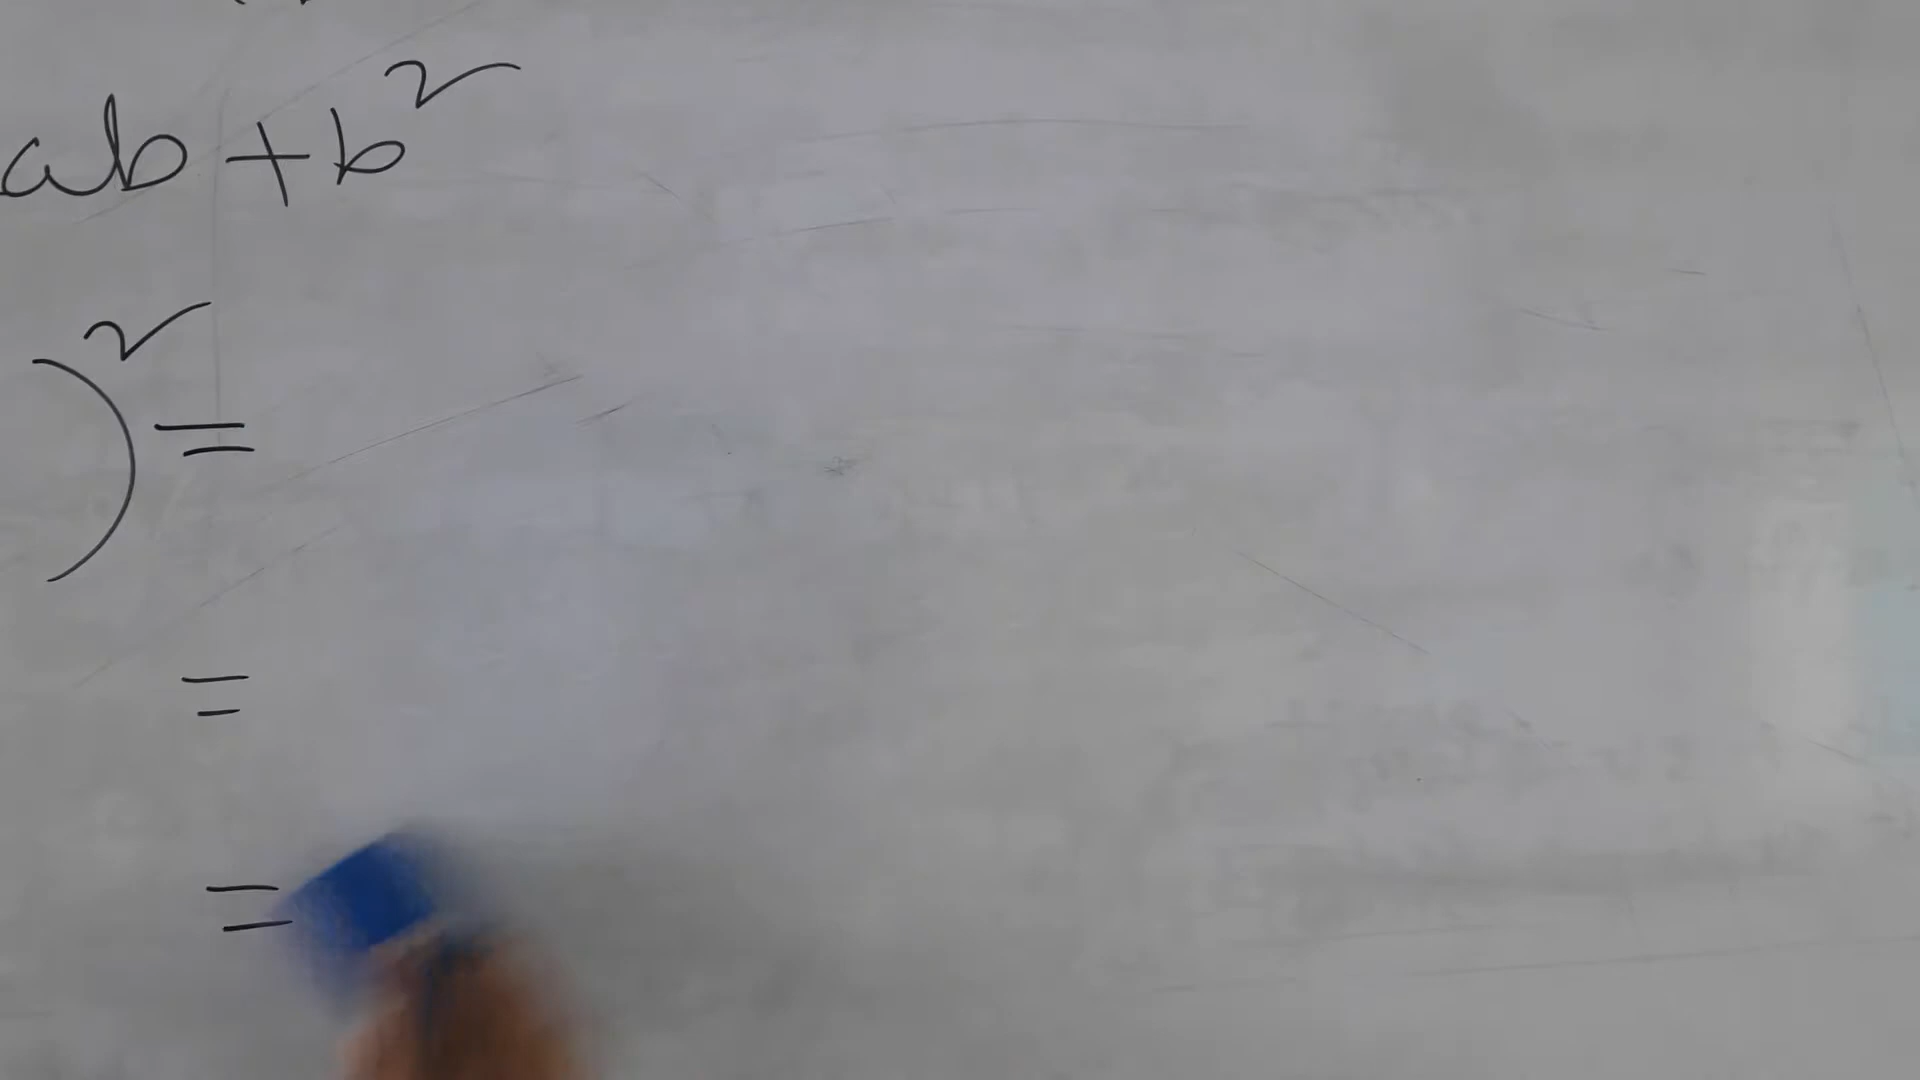 ab+b²
)²=
=
=